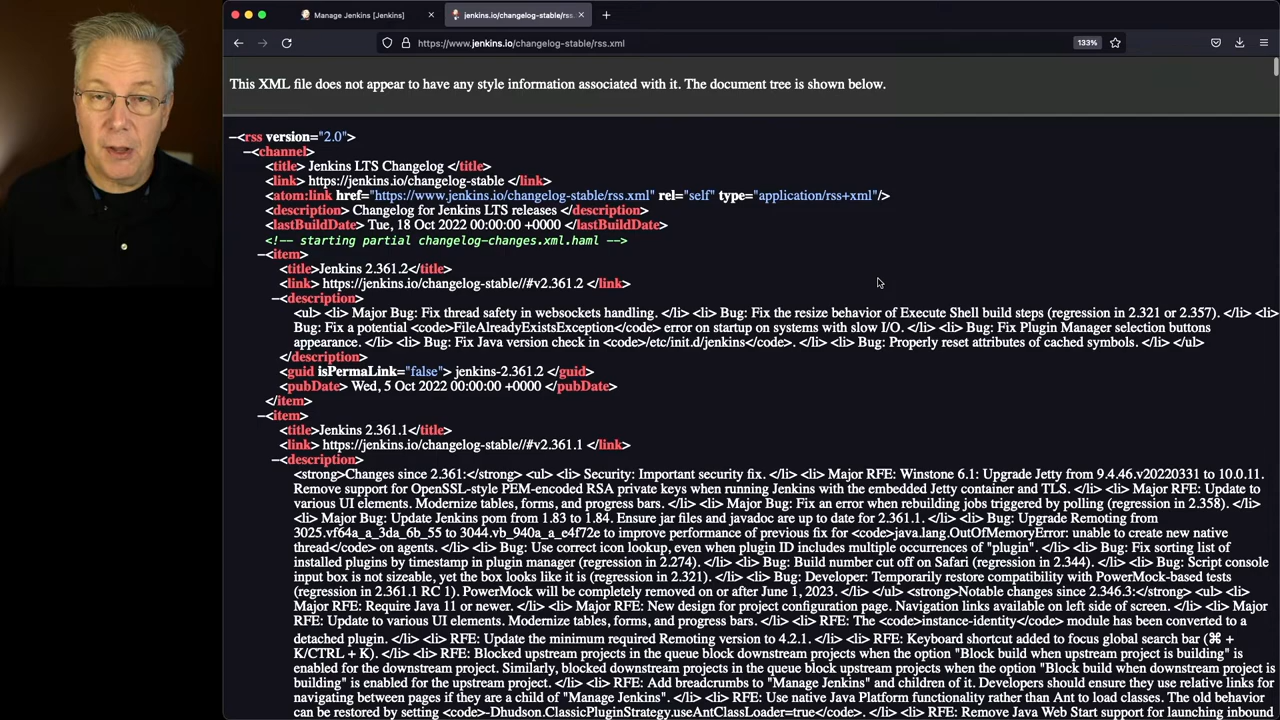 Manage Jenkins [Jenkins]
jenkins.io/changelog-stable/rss.
https://www.jenkins.io/changelog-stable/rss.xml
133%
This XML file does not appear to have any style information associated with it. The document tree is shown below.
−<rss version="2.0">
−<channel>
<title> Jenkins LTS Changelog </title>
<link> https://jenkins.io/changelog-stable </link>
<atom:link href="https://www.jenkins.io/changelog-stable/rss.xml" rel="self" type="application/rss+xml"/>
<description> Changelog for Jenkins LTS releases </description>
<lastBuildDate> Tue, 18 Oct 2022 00:00:00 +0000 </lastBuildDate>
<!-- starting partial changelog-changes.xml.haml -->
−<item>
<title>Jenkins 2.361.2</title>
<link> https://jenkins.io/changelog-stable//#v2.361.2 </link>
−<description>
<ul> <li> Major Bug: Fix thread safety in websockets handling. </li> <li> Bug: Fix the resize behavior of Execute Shell build steps (regression in 2.321 or 2.357). </li> <li>
Bug: Fix a potential <code>FileAlreadyExistsException</code> error on startup on systems with slow I/O. </li> <li> Bug: Fix Plugin Manager selection buttons
appearance. </li> <li> Bug: Fix Java version check in <code>/etc/init.d/jenkins</code>. </li> <li> Bug: Properly reset attributes of cached symbols. </li> </ul>
</description>
<guid isPermaLink="false"> jenkins-2.361.2 </guid>
<pubDate> Wed, 5 Oct 2022 00:00:00 +0000 </pubDate>
</item>
−<item>
<title>Jenkins 2.361.1</title>
<link> https://jenkins.io/changelog-stable//#v2.361.1 </link>
−<description>
<strong>Changes since 2.361:</strong> <ul> <li> Security: Important security fix. </li> <li> Major RFE: Winstone 6.1: Upgrade Jetty from 9.4.46.v20220331 to 10.0.11.
Remove support for OpenSSL-style PEM-encoded RSA private keys when running Jenkins with the embedded Jetty container and TLS. </li> <li> Major RFE: Update to
various UI elements. Modernize tables, forms, and progress bars. </li> <li> Major Bug: Fix an error when rebuilding jobs triggered by polling (regression in 2.358). </li>
<li> Major Bug: Update Jenkins pom from 1.83 to 1.84. Ensure jar files and javadoc are up to date for 2.361.1. </li> <li> Bug: Upgrade Remoting from
3025.vf64a_a_3da_6b_55 to 3044.vb_940a_a_e4f72e to improve performance of previous fix for <code>java.lang.OutOfMemoryError: unable to create new native
thread</code> on agents. </li> <li> Bug: Use correct icon lookup, even when plugin ID includes multiple occurrences of "plugin". </li> <li> Bug: Fix sorting list of
installed plugins by timestamp in plugin manager (regression in 2.274). </li> <li> Bug: Build number cut off on Safari (regression in 2.344). </li> <li> Bug: Script console
input box is not sizeable, yet the box looks like it is (regression in 2.321). </li> <li> Bug: Developer: Temporarily restore compatibility with PowerMock-based tests
(regression in 2.361.1 RC 1). PowerMock will be completely removed on or after June 1, 2023. </li> </ul> <strong>Notable changes since 2.346.3:</strong> <ul> <li>
Major RFE: Require Java 11 or newer. </li> <li> Major RFE: New design for project configuration page. Navigation links available on left side of screen. </li> <li> Major
RFE: Update to various UI elements. Modernize tables, forms, and progress bars. </li> <li> RFE: The <code>instance-identity</code> module has been converted to a
detached plugin. </li> <li> RFE: Update the minimum required Remoting version to 4.2.1. </li> <li> RFE: Keyboard shortcut added to focus global search bar (⌘ +
K/CTRL + K). </li> <li> RFE: Blocked upstream projects in the queue block downstream projects when the option "Block build when upstream project is building" is
enabled for the downstream project. Similarly, blocked downstream projects in the queue block upstream projects when the option "Block build when downstream project is
building" is enabled for the upstream project. </li> <li> RFE: Add breadcrumbs to "Manage Jenkins" and children of it. Developers should ensure they use relative links for
navigating between pages if they are a child of "Manage Jenkins". </li> <li> RFE: Use native Java Platform functionality rather than Ant to load classes. The old behavior
can be restored by setting <code>-Dhudson.ClassicPluginStrategy.useAntClassLoader=true</code>. </li> <li> RFE: Remove Java Web Start support for launching inbound